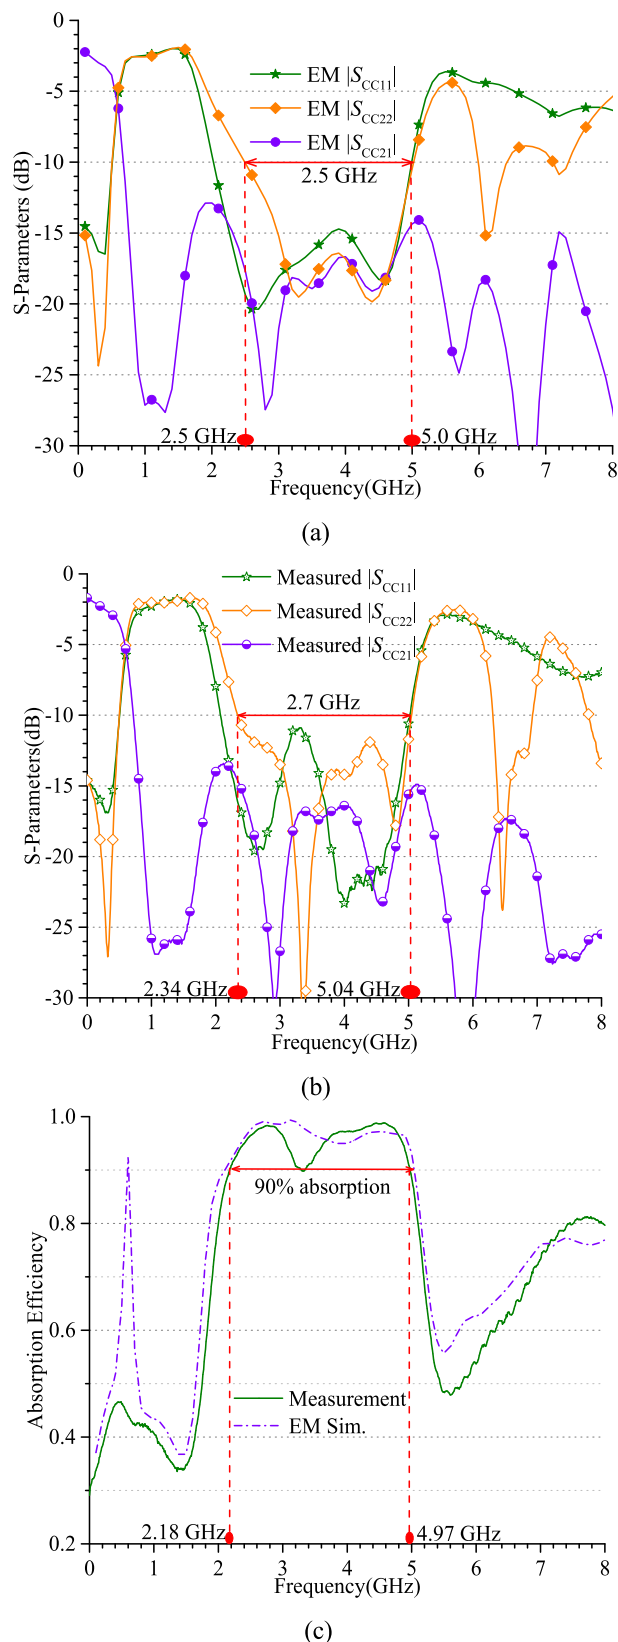 0
-5
-10
-15
-20
-25
-30
S-Parameters (dB)
EM |SCC11|
EM |SCC22|
EM |SCC21|
2.5 GHz
2.5 GHz
5.0 GHz
0 1 2 3 4 5 6 7 8
Frequency(GHz)
(a)
0
-5
-10
-15
-20
-25
-30
S-Parameters(dB)
Measured |SCC11|
Measured |SCC22|
Measured |SCC21|
2.7 GHz
2.34 GHz
5.04 GHz
0 1 2 3 4 5 6 7 8
Frequency(GHz)
(b)
1.0
0.8
0.6
0.4
0.2
Absorption Efficiency
90% absorption
Measurement
EM Sim.
2.18 GHz
4.97 GHz
0 1 2 3 4 5 6 7 8
Frequency(GHz)
(c)